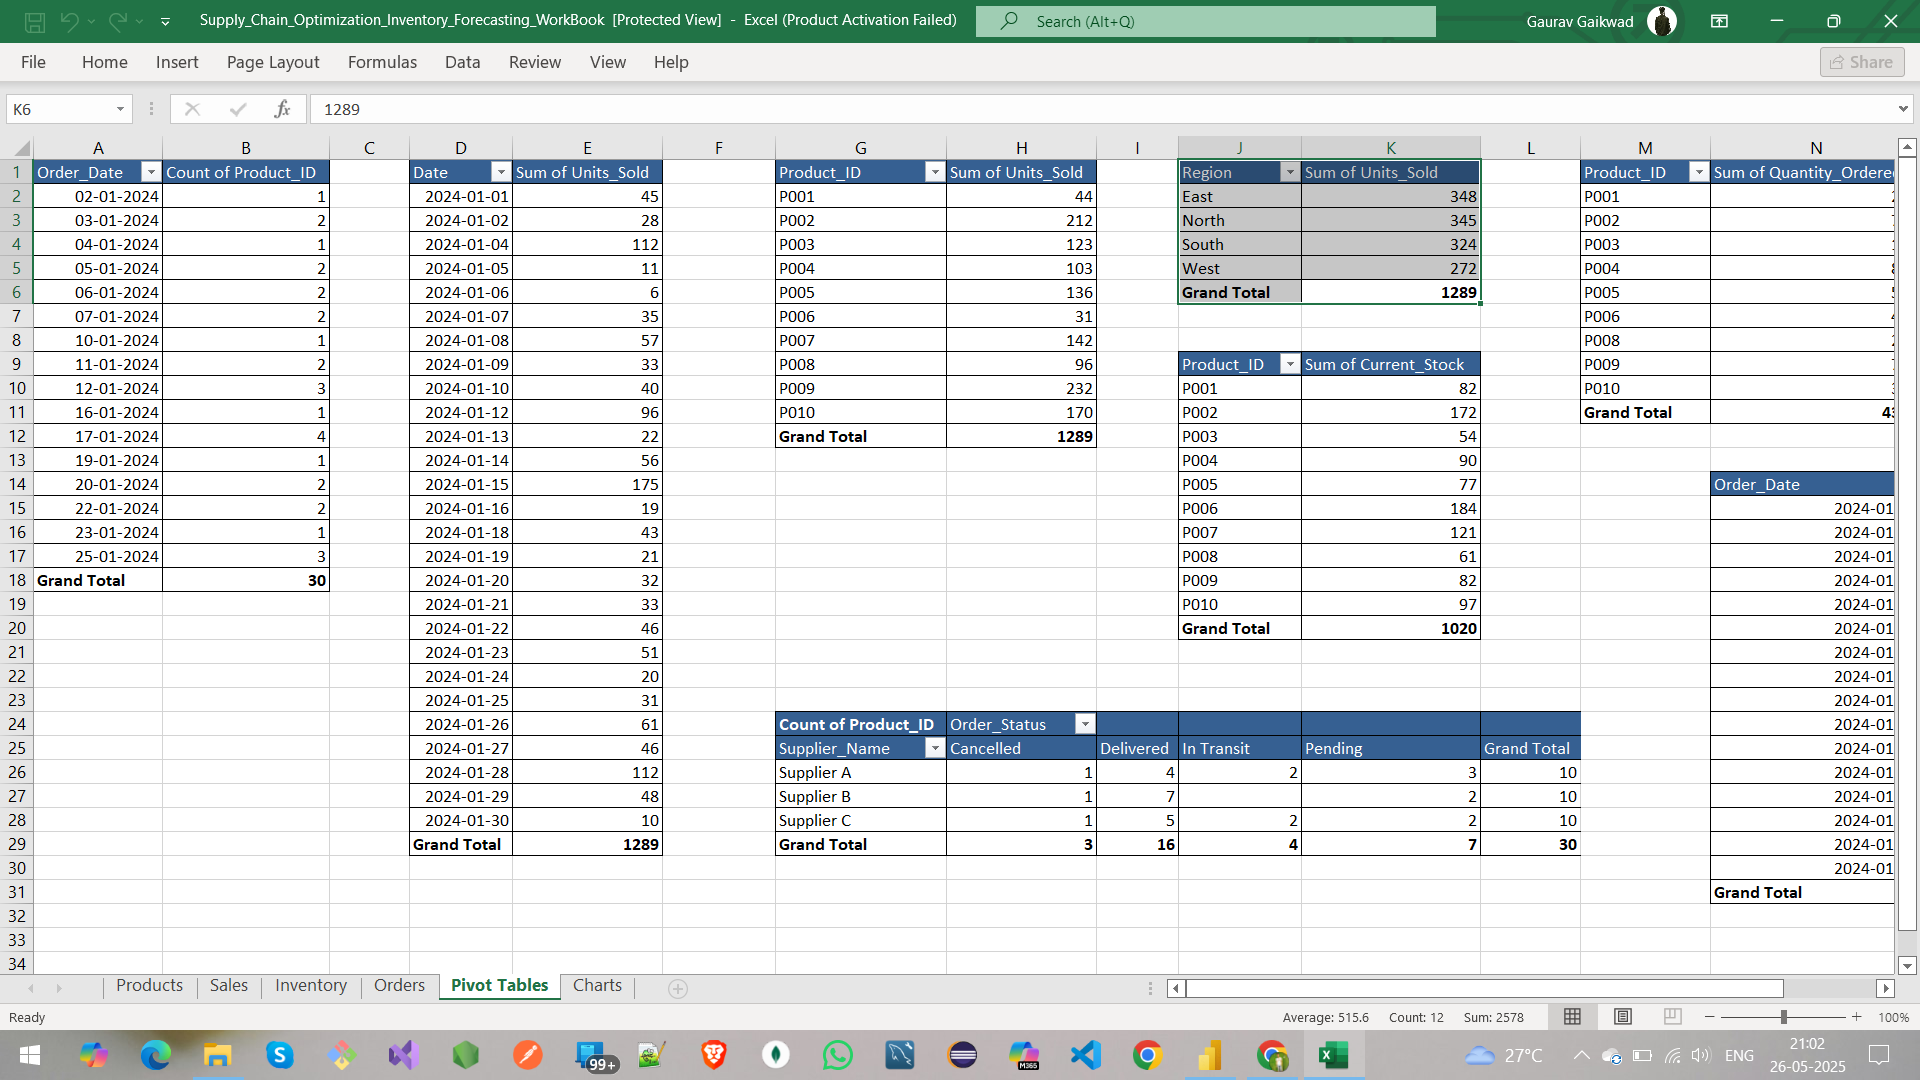 Supply_Chain_Optimization_Inventory_Forecasting_WorkBook [Protected View] - Excel (Product Activation Failed)
Search (Alt+Q)
Gaurav Gaikwad
File Home Insert Page Layout Formulas Data Review View Help
Share
K6 fx 1289
A B C D E F G H I J K L M N
1 Order_Date Count of Product_ID Date Sum of Units_Sold Product_ID Sum of Units_Sold Region Sum of Units_Sold Product_ID Sum of Quantity_Ordere
2 02-01-2024 1 2024-01-01 45 P001 44 East 348 P001
3 03-01-2024 2 2024-01-02 28 P002 212 North 345 P002
4 04-01-2024 1 2024-01-04 112 P003 123 South 324 P003
5 05-01-2024 2 2024-01-05 11 P004 103 West 272 P004
6 06-01-2024 2 2024-01-06 6 P005 136 Grand Total 1289 P005
7 07-01-2024 2 2024-01-07 35 P006 31 P006
8 10-01-2024 1 2024-01-08 57 P007 142 P008
9 11-01-2024 2 2024-01-09 33 P008 96 Product_ID Sum of Current_Stock P009
10 12-01-2024 3 2024-01-10 40 P009 232 P001 82 P010
11 16-01-2024 1 2024-01-12 96 P010 170 P002 172 Grand Total
12 17-01-2024 4 2024-01-13 22 Grand Total 1289 P003 54
13 19-01-2024 1 2024-01-14 56 P004 90
14 20-01-2024 2 2024-01-15 175 P005 77 Order_Date
15 22-01-2024 2 2024-01-16 19 P006 184 2024-01
16 23-01-2024 1 2024-01-18 43 P007 121 2024-01
17 25-01-2024 3 2024-01-19 21 P008 61 2024-01
18 Grand Total 30 2024-01-20 32 P009 82 2024-01
19 2024-01-21 33 P010 97 2024-01
20 2024-01-22 46 Grand Total 1020 2024-01
21 2024-01-23 51 2024-01
22 2024-01-24 20 2024-01
23 2024-01-25 31 2024-01
24 2024-01-26 61 Count of Product_ID Order_Status 2024-01
25 2024-01-27 46 Supplier_Name Cancelled Delivered In Transit Pending Grand Total 2024-01
26 2024-01-28 112 Supplier A 1 4 2 3 10 2024-01
27 2024-01-29 48 Supplier B 1 7 2 10 2024-01
28 2024-01-30 10 Supplier C 1 5 2 2 10 2024-01
29 Grand Total 1289 Grand Total 3 16 4 7 30 2024-01
30 2024-01
31 Grand Total
32
33
34
Products Sales Inventory Orders Pivot Tables Charts
Ready Average: 515.6 Count: 12 Sum: 2578 100%
99+ M365 27°C ENG 21:02
26-05-2025